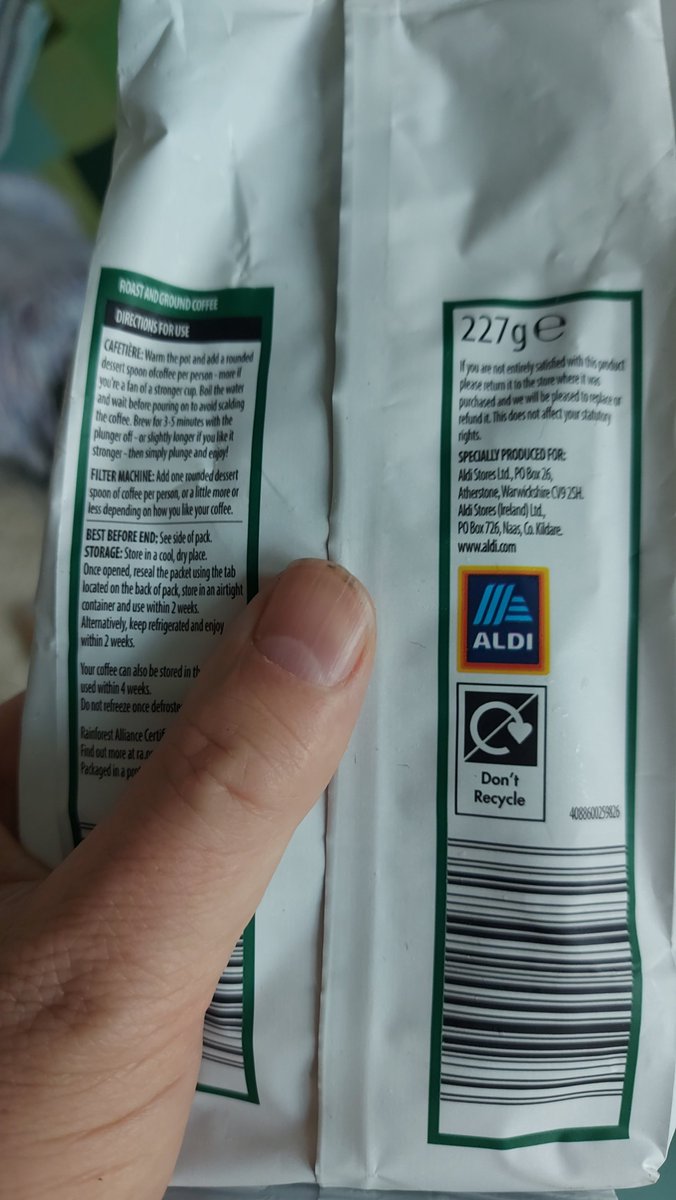 ROAST AND GROUND COFFEE
DIRECTIONS FOR USE
CAFETIÈRE: Warm the pot and add a rounded
dessert spoon of coffee per person - more if
you're a fan of a stronger cup. Boil the water
and wait before pouring on to avoid scalding
the coffee. Brew for 3-5 minutes with the
plunger off - or slightly longer if you like it
stronger - then simply plunge and enjoy!
FILTER MACHINE: Add one rounded dessert
spoon of coffee per person, or a little more or
less depending on how you like your coffee.
BEST BEFORE END: See side of pack.
STORAGE: Store in a cool, dry place.
Once opened, reseal the packet using the tab
located on the back of pack, store in an airtight
container and use within 2 weeks.
Alternatively, keep refrigerated and enjoy
within 2 weeks.
Your coffee can also be stored in th
used within 4 weeks.
Do not refreeze once defroste
Rainforest Alliance Certif
Find out more at ra.or
Packaged in a prot
227g e
If you are not entirely satisfied with this product
please return it to the store where it was
purchased and we will be pleased to replace or
refund it. This does not affect your statutory
rights.
SPECIALLY PRODUCED FOR:
Aldi Stores Ltd., PO Box 26,
Atherstone, Warwickshire CV9 2SH.
Aldi Stores (Ireland) Ltd.,
PO Box 726, Naas, Co. Kildare.
www.aldi.com
ALDI
Don't
Recycle
4088600259826